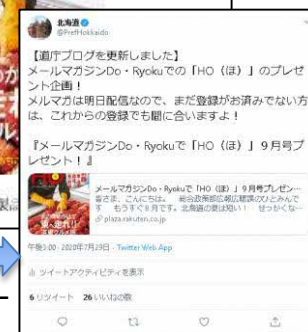 北海道
@PrefHokkaido
【道庁ブログを更新しました】
メールマガジンDo・Ryokuでの「HO（ほ）」のプレゼ
ント企画！
メルマガは明日配信なので、まだ登録がお済みでない方
は、これからの登録でも間に合いますよ！
『メールマガジンDo・Ryokuで「HO（ほ）」９月号プ
レゼント！』
メールマガジンDo・Ryokuで「HO（ほ）」９月号プレゼン…
皆さま、こんにちは。 総合政策部広報広聴課のひとみんで
す もうすぐ８月です。北海道の夏は短い！ せっかくな…
plaza.rakuten.co.jp
午後5:00 · 2020年7月29日 · Twitter Web App
ツイートアクティビティを表示
6 リツイート 26 いいねの数